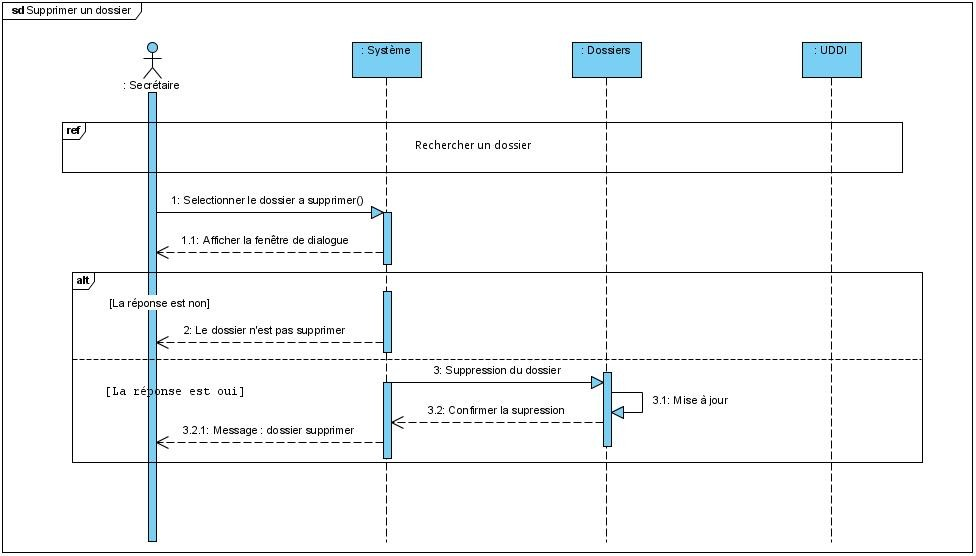 sd Supprimer un dossier
: Secrétaire
: Système
: Dossiers
: UDDI
ref
Rechercher un dossier
1: Selectionner le dossier a supprimer()
1.1: Afficher la fenêtre de dialogue
alt
[La réponse est non]
2: Le dossier n'est pas supprimer
3: Suppression du dossier
[La réponse est oui]
3.1: Mise à jour
3.2: Confirmer la supression
3.2.1: Message : dossier supprimer